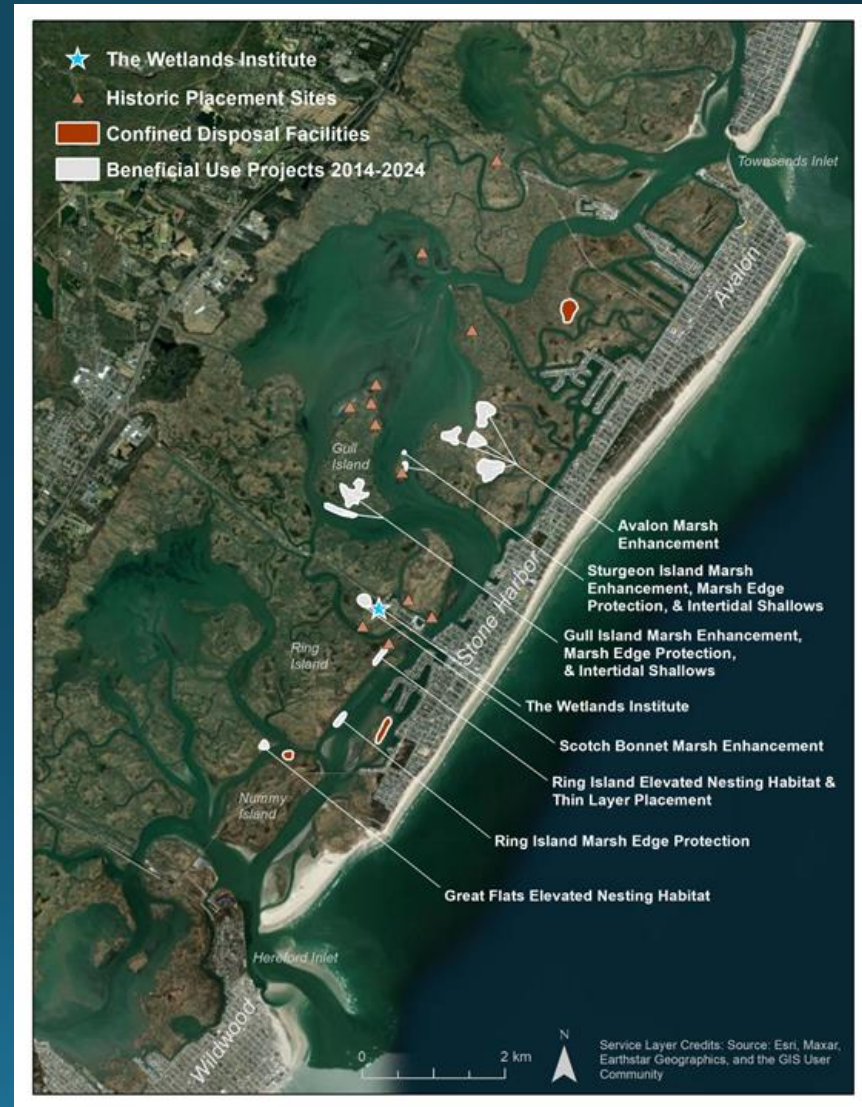 The Wetlands Institute
Historic Placement Sites
Confined Disposal Facilities
Beneficial Use Projects 2014-2024
Townsends Inlet
Avalon
Gull
Island
Avalon Marsh
Enhancement
Sturgeon Island Marsh
Enhancement, Marsh Edge
Protection, & Intertidal Shallows
Stone Harbor
Gull Island Marsh Enhancement,
Marsh Edge Protection,
& Intertidal Shallows
Ring
Island
The Wetlands Institute
Scotch Bonnet Marsh Enhancement
Ring Island Elevated Nesting Habitat &
Thin Layer Placement
Nummy
Island
Ring Island Marsh Edge Protection
Great Flats Elevated Nesting Habitat
Hereford Inlet
Wildwood
0 2 km
N
Service Layer Credits: Source: Esri, Maxar,
Earthstar Geographics, and the GIS User
Community